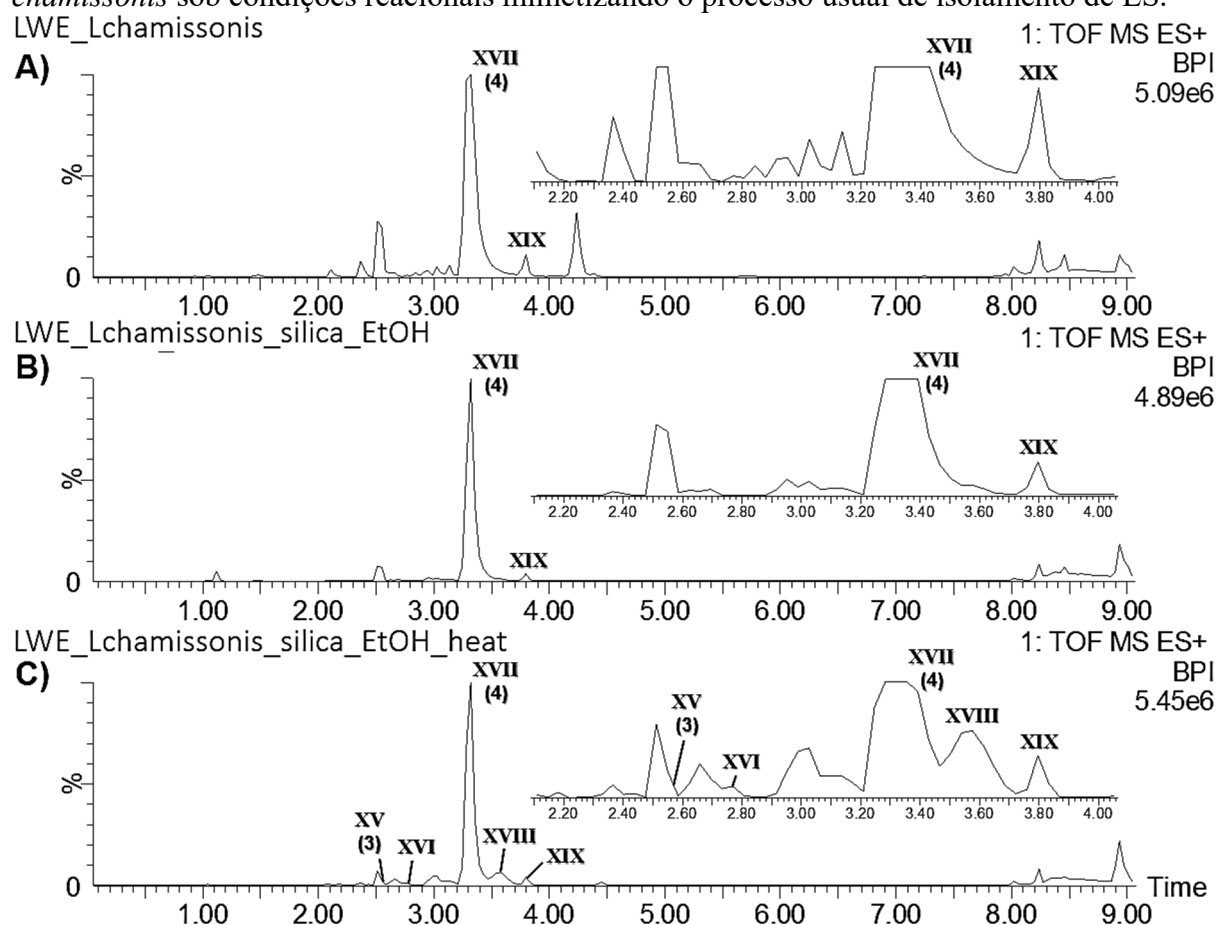 chamissonis sob condições reacionais mimetizando o processo usual de isolamento de ES.
LWE_Lchamissonis
1: TOF MS ES+
A)
BPI
5.09e6
XVII
(4)
XVII
(4)
XIX
%
2.20 2.40 2.60 2.80 3.00 3.20 3.40 3.60 3.80 4.00
XIX
0
1.00 2.00 3.00 4.00 5.00 6.00 7.00 8.00 9.00
LWE_Lchamissonis_silica_EtOH
1: TOF MS ES+
B)
BPI
4.89e6
XVII
(4)
XVII
(4)
XIX
%
2.20 2.40 2.60 2.80 3.00 3.20 3.40 3.60 3.80 4.00
XIX
0
1.00 2.00 3.00 4.00 5.00 6.00 7.00 8.00 9.00
LWE_Lchamissonis_silica_EtOH_heat
1: TOF MS ES+
C)
BPI
5.45e6
XVII
(4)
XVII
(4)
XV
(3)
XVI
XVIII
XIX
%
2.20 2.40 2.60 2.80 3.00 3.20 3.40 3.60 3.80 4.00
XV
(3)
XVI
XVIII
XIX
0
Time
1.00 2.00 3.00 4.00 5.00 6.00 7.00 8.00 9.00